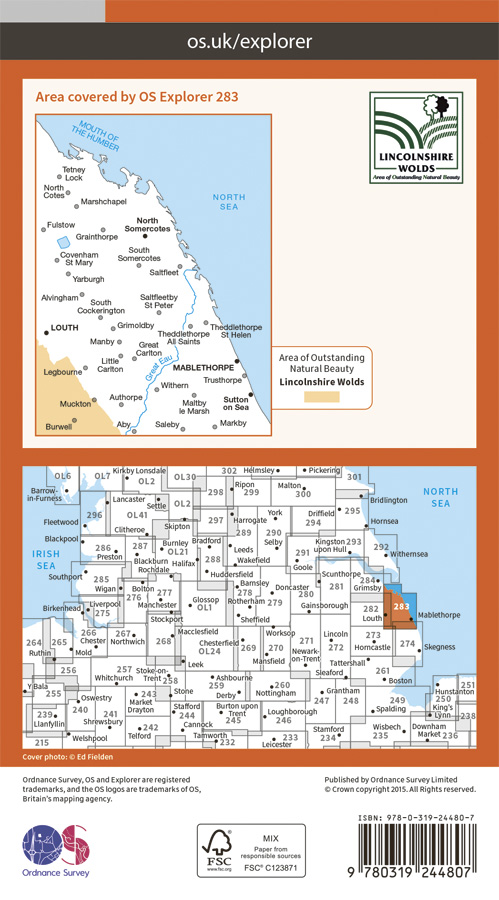 os.uk/explorer
Area covered by OS Explorer 283
MOUTH OF
THE HUMBER
Tetney
Lock
North
Cotes
Marshchapel
NORTH
SEA
Fulstow
North
Somercotes
Grainthorpe
Covenham
St Mary
South
Somercotes
Saltfleet
Yarburgh
Alvingham
South
Cockerington
Saltfleetby
St Peter
LOUTH
Grimoldby
Theddlethorpe
All Saints
Theddlethorpe
St Helen
Manby
Great
Carlton
Little
Carlton
Great Eau
MABLETHORPE
Legbourne
Trusthorpe
Withern
Muckton
Authorpe
Maltby
le Marsh
Sutton
on Sea
Burwell
Aby
Saleby
Markby
LINCOLNSHIRE
WOLDS
Area of Outstanding Natural Beauty
Area of Outstanding
Natural Beauty
Lincolnshire Wolds
OL6
OL7
Kirkby Lonsdale
OL2
OL30
302
Helmsley
Pickering
301
Barrow-
in-Furness
Lancaster
Settle
OL2
298
Ripon
299
Malton
300
Bridlington
NORTH
SEA
296
OL41
Fleetwood
Clitheroe
Skipton
297
Harrogate
289
York
290
Selby
Driffield
294
295
Hornsea
Blackpool
286
Preston
287
Burnley
OL21
Bradford
288
Leeds
Wakefield
291
Goole
Kingston
upon Hull
293
292
Withernsea
IRISH
SEA
Blackburn
Rochdale
Halifax
Huddersfield
Southport
285
Wigan
Bolton
276
277
Manchester
Barnsley
278
Rotherham
279
Doncaster
280
Scunthorpe
281
284
Grimsby
Birkenhead
Liverpool
275
Glossop
OL1
Sheffield
Gainsborough
282
Louth
283
Mablethorpe
Stockport
264
Ruthin
265
266
Chester
Mold
267
Northwich
268
Macclesfield
Chesterfield
OL24
269
Worksop
270
Mansfield
271
Newark-
on-Trent
Lincoln
272
273
Horncastle
274
Skegness
Leek
Tattershall
256
257
Whitchurch
Stoke-on-
Trent
258
Ashbourne
259
Derby
260
Nottingham
Sleaford
261
Boston
Y Bala
255
Oswestry
240
243
Market
Drayton
Stone
Stafford
244
Burton upon
Trent
245
246
Loughborough
247
Grantham
248
249
Spalding
251
Hunstanton
250
King's
Lynn
239
Llanfyllin
241
Shrewsbury
242
Telford
Cannock
Tamworth
232
233
Leicester
234
Stamford
235
Wisbech
Downham
Market
236
238
215
Welshpool
Cover photo: © Ed Fielden
Ordnance Survey, OS and Explorer are registered
trademarks, and the OS logos are trademarks of OS,
Britain's mapping agency.
Published by Ordnance Survey Limited
© Crown copyright 2015. All Rights reserved.
OS
Ordnance Survey
FSC
www.fsc.org
MIX
Paper from
responsible sources
FSC® C123871
ISBN: 978-0-319-24480-7
9 780319 244807